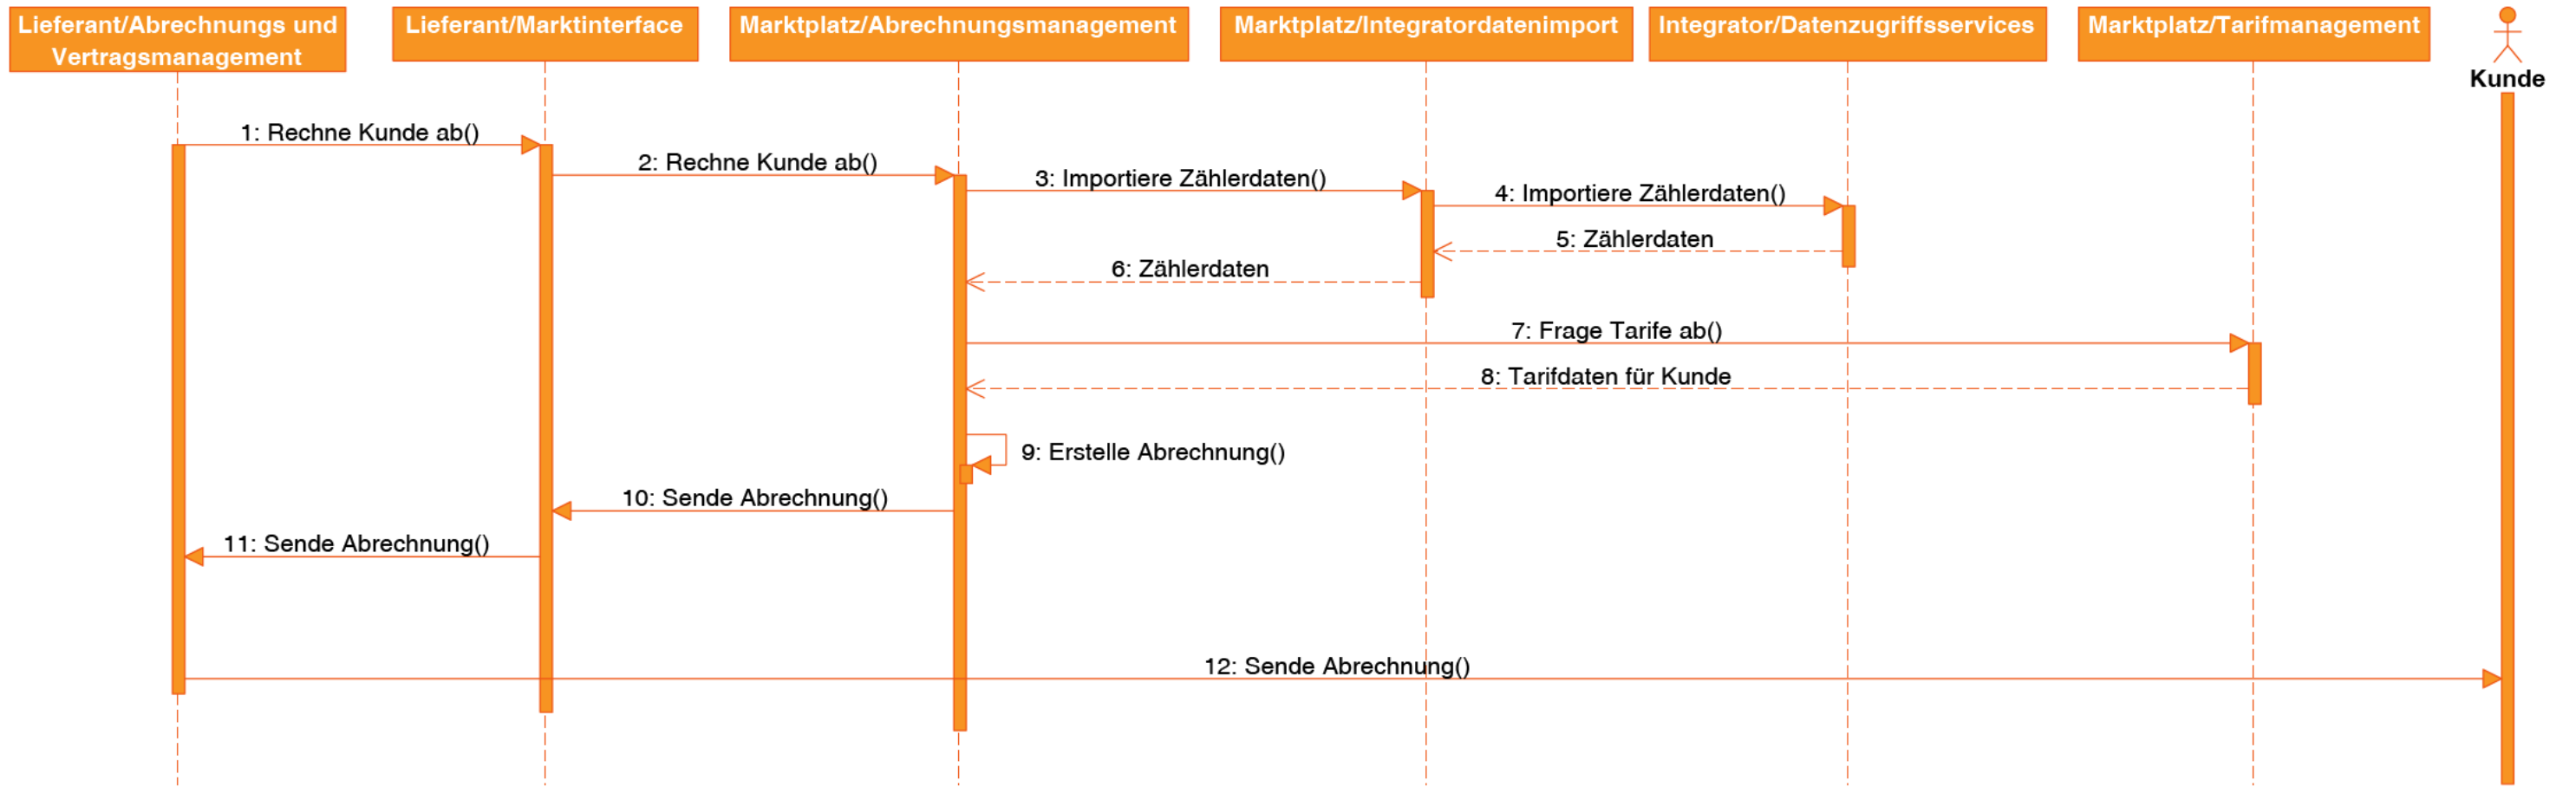 Lieferant/Abrechnungs und
Vertragsmanagement
Lieferant/Marktinterface
Marktplatz/Abrechnungsmanagement
Marktplatz/Integratordatenimport
Integrator/Datenzugriffsservices
Marktplatz/Tarifmanagement
Kunde
1: Rechne Kunde ab()
2: Rechne Kunde ab()
3: Importiere Zählerdaten()
4: Importiere Zählerdaten()
5: Zählerdaten
6: Zählerdaten
7: Frage Tarife ab()
8: Tarifdaten für Kunde
9: Erstelle Abrechnung()
10: Sende Abrechnung()
11: Sende Abrechnung()
12: Sende Abrechnung()